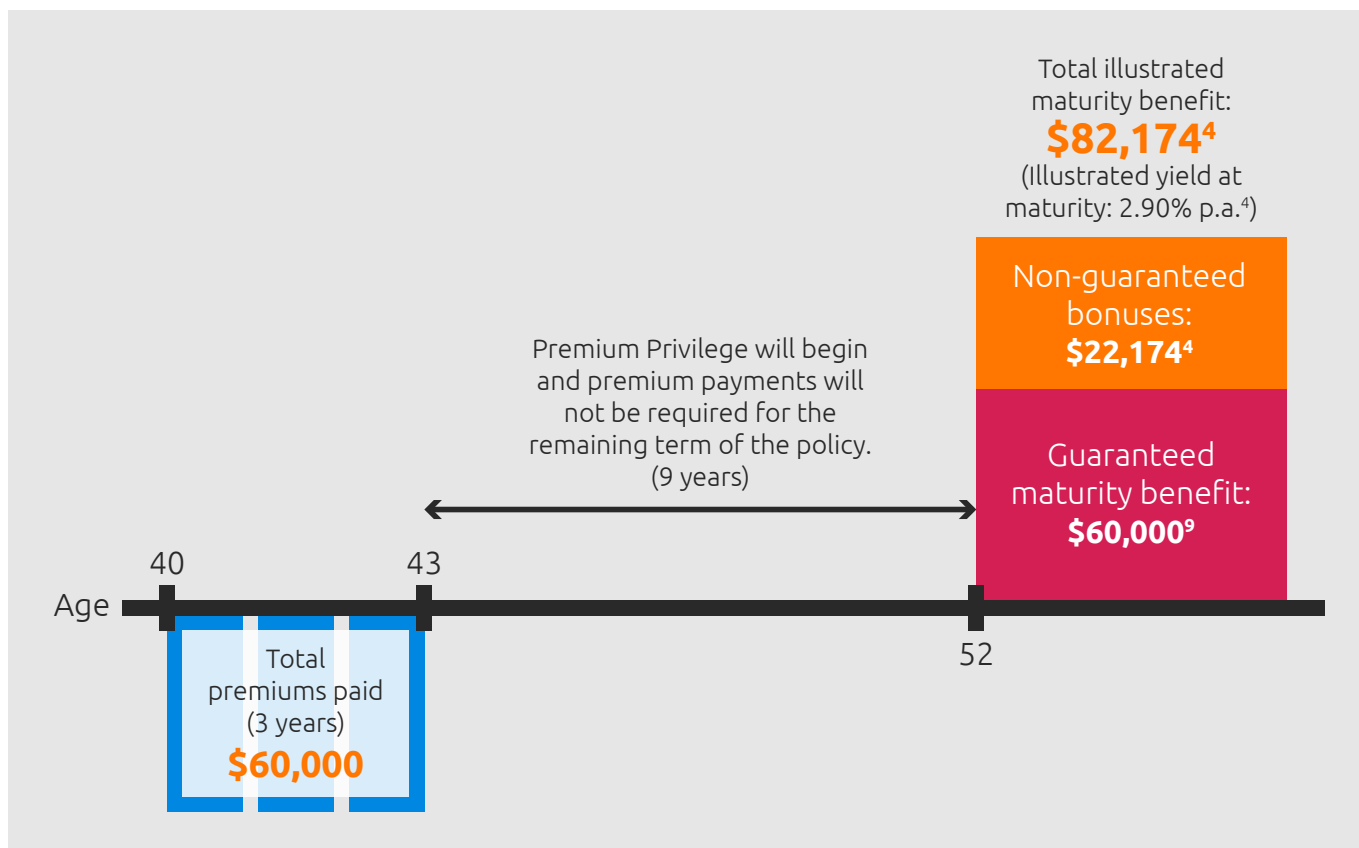 Total illustrated
maturity benefit:
$82,174⁴
(Illustrated yield at
maturity: 2.90% p.a.⁴)
Non-guaranteed
bonuses:
$22,174⁴
Premium Privilege will begin
and premium payments will
not be required for the
remaining term of the policy.
(9 years)
Guaranteed
maturity benefit:
$60,000⁹
40
43
Age
52
Total
premiums paid
(3 years)
$60,000